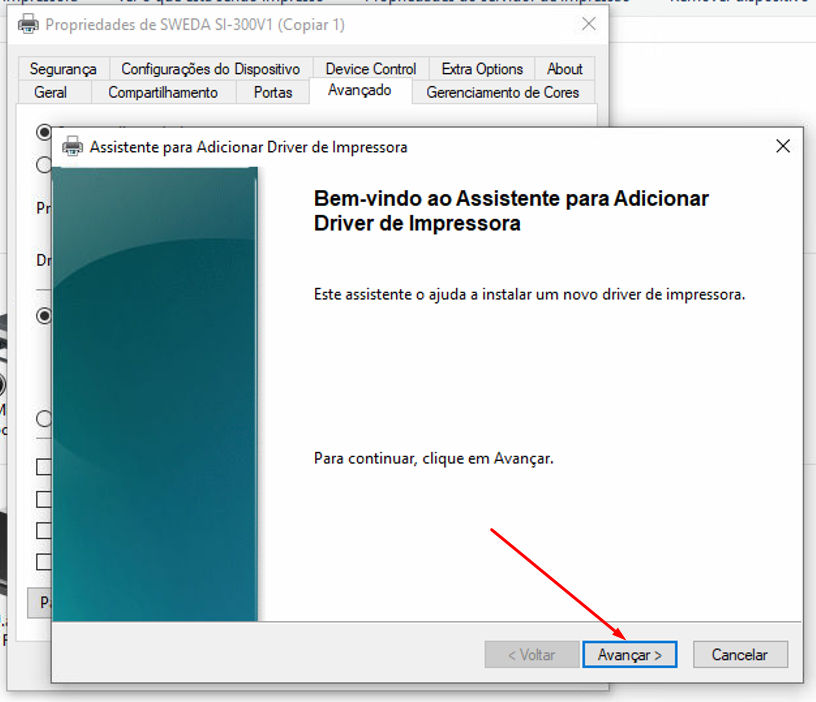 Propriedades de SWEDA SI-300V1 (Copiar 1)
Segurança Configurações do Dispositivo Device Control Extra Options About
Geral Compartilhamento Portas Avançado Gerenciamento de Cores
Assistente para Adicionar Driver de Impressora
Bem-vindo ao Assistente para Adicionar
Driver de Impressora
Este assistente o ajuda a instalar um novo driver de impressora.
Para continuar, clique em Avançar.
< Voltar Avançar > Cancelar